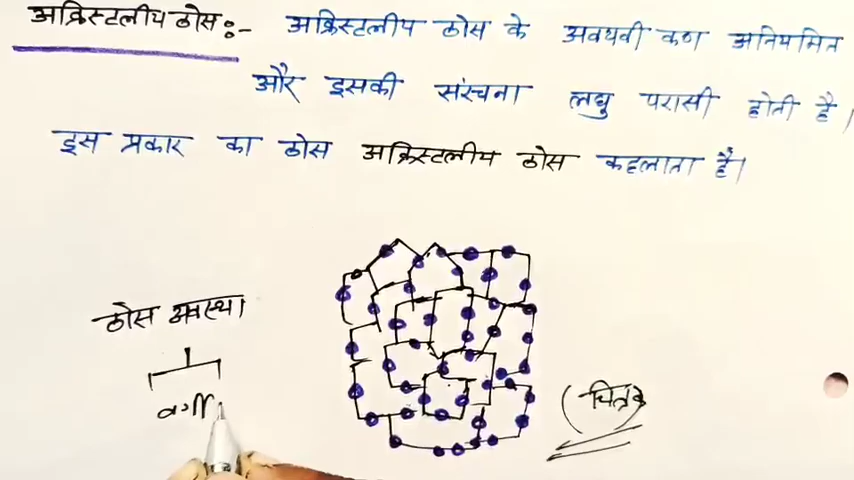 अक्रिस्टलीय ठोस:- अक्रिस्टलीय ठोस के अवयवी कण अनियमित
और इसकी संरचना लघु परासी होती है।
इस प्रकार का ठोस अक्रिस्टलीय ठोस कहलाता है।
ठोस अवस्था